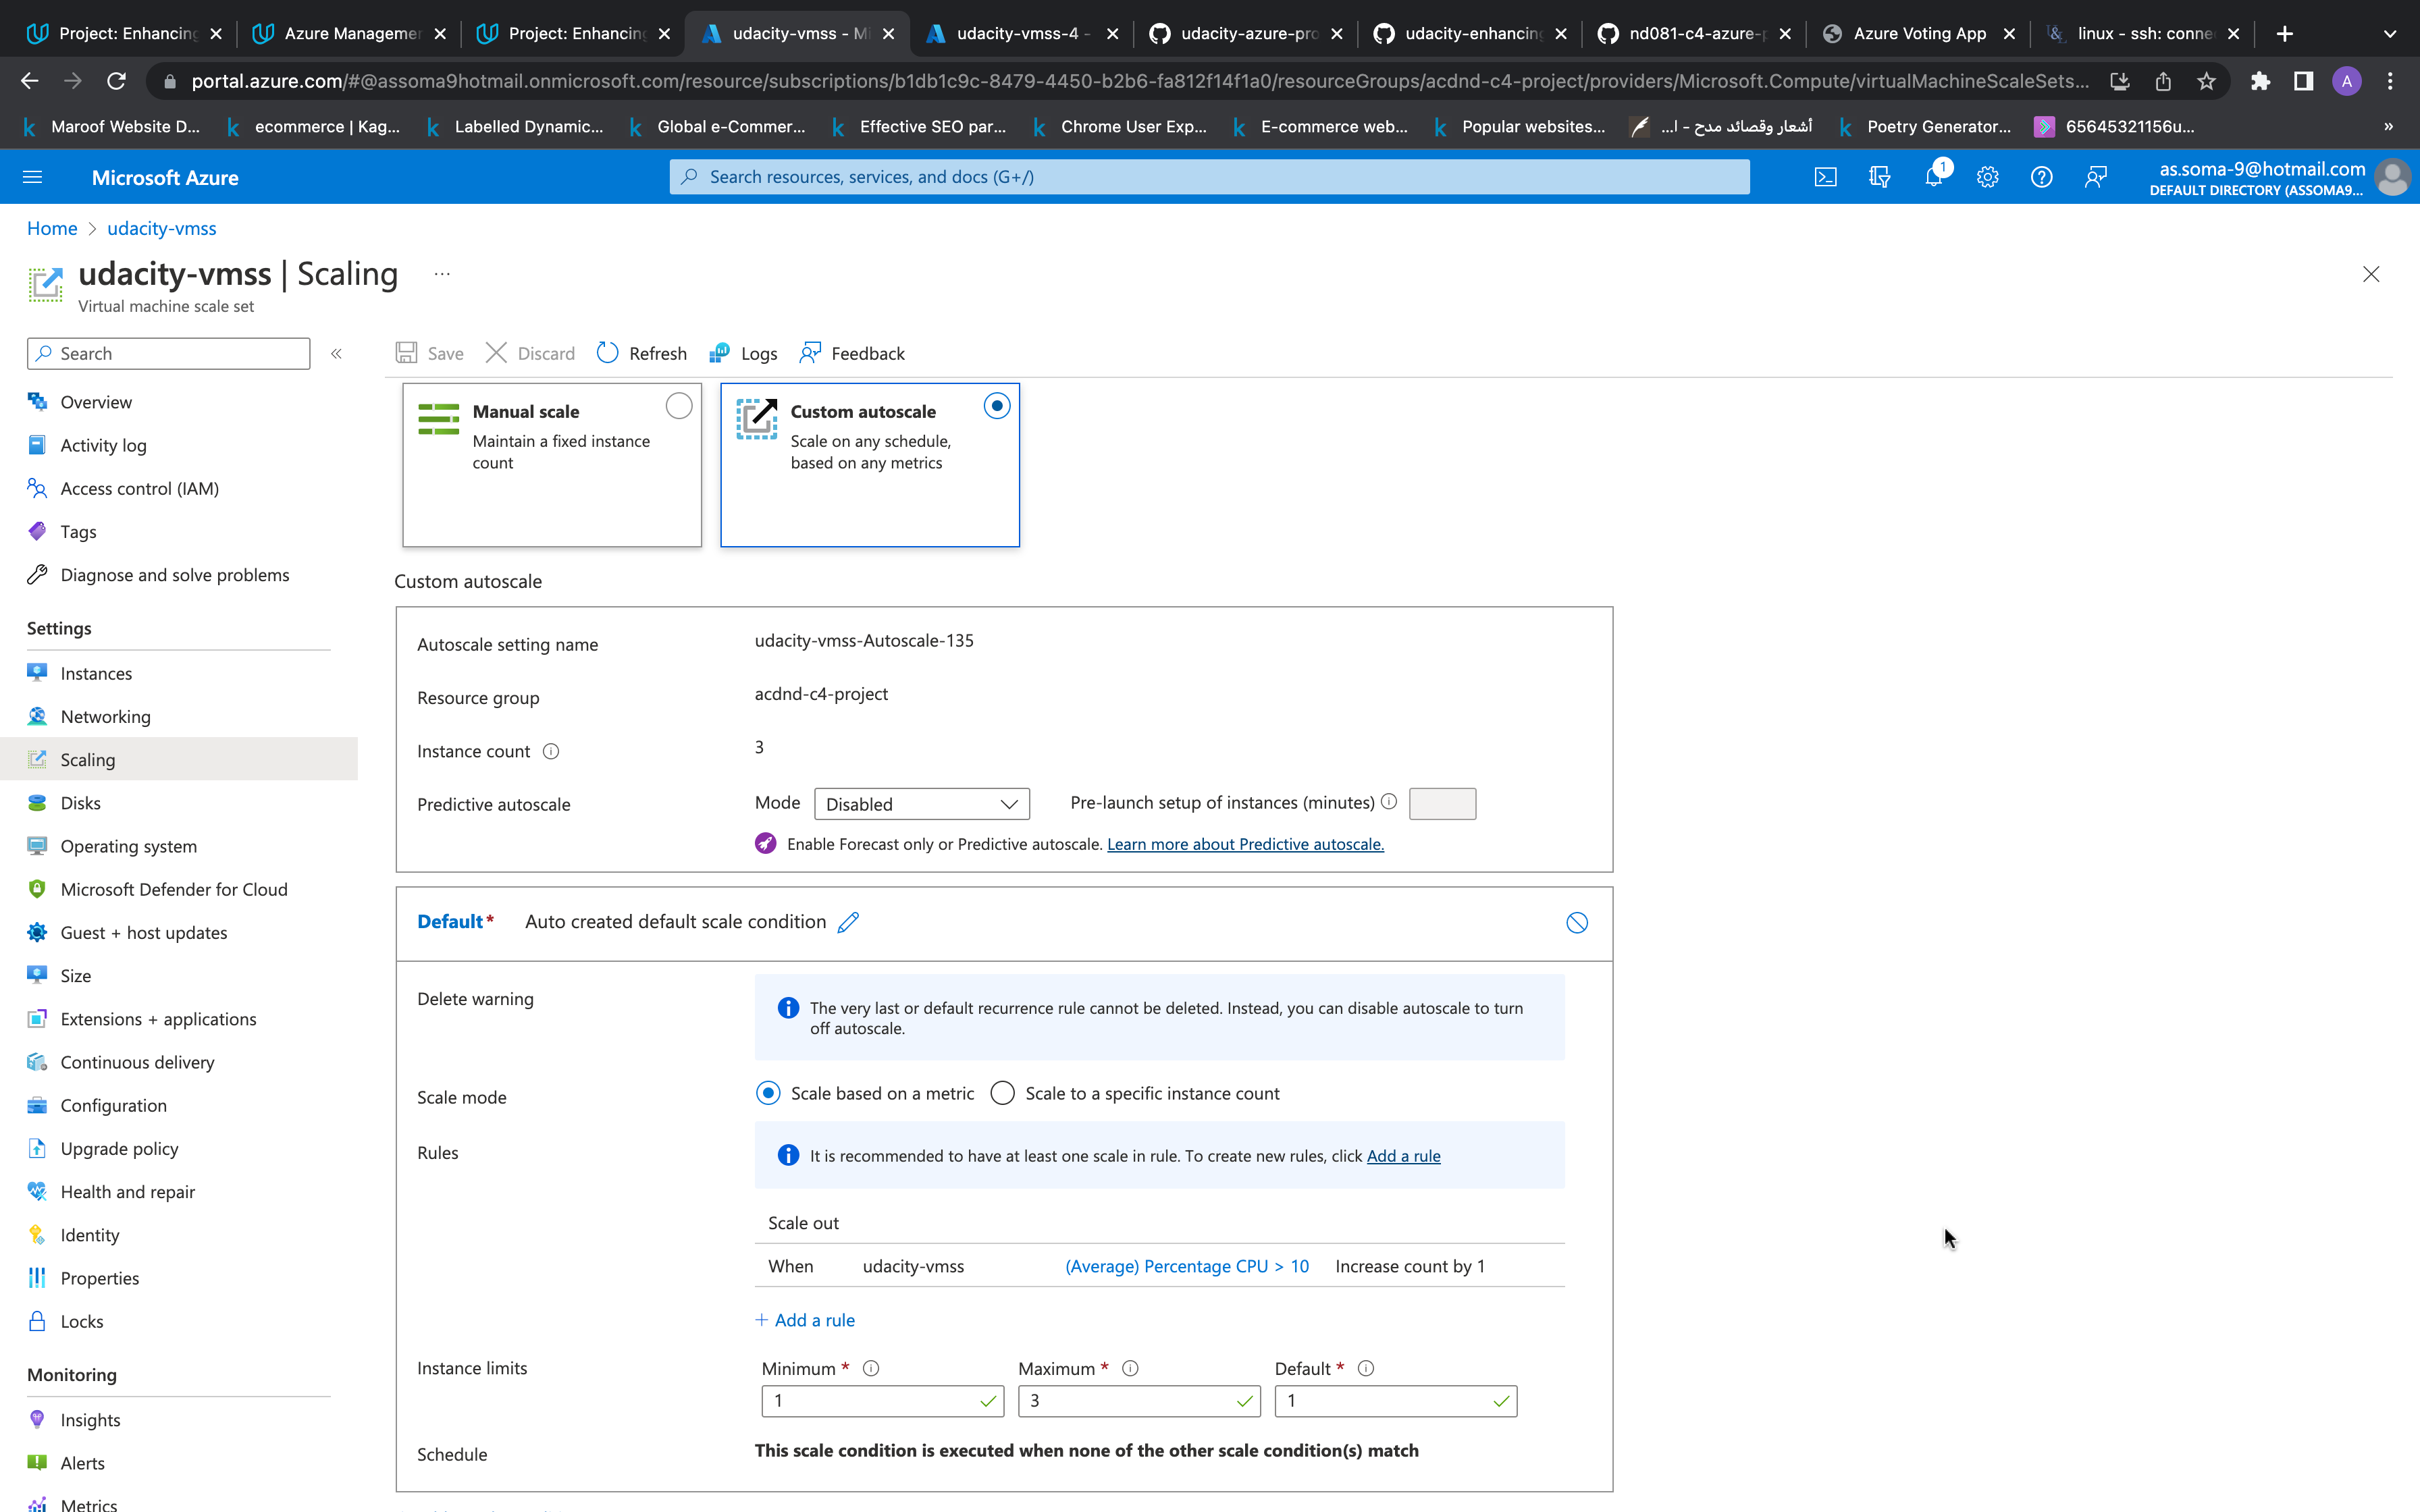 Project: Enhancing
Azure Managemen
Project: Enhancing
udacity-vmss - Mi
udacity-vmss-4 -
udacity-azure-pro
udacity-enhancing
nd081-c4-azure-p
Azure Voting App
linux - ssh: conne
portal.azure.com/#@assoma9hotmail.onmicrosoft.com/resource/subscriptions/b1db1c9c-8479-4450-b2b6-fa812f14f1a0/resourceGroups/acdnd-c4-project/providers/Microsoft.Compute/virtualMachineScaleSets...
A
Maroof Website D...
ecommerce | Kag...
Labelled Dynamic...
Global e-Commer...
Effective SEO par...
Chrome User Exp...
E-commerce web...
Popular websites...
أشعار وقصائد مدح - ا...
Poetry Generator...
65645321156u...
»
Microsoft Azure
Search resources, services, and docs (G+/)
1
as.soma-9@hotmail.com
DEFAULT DIRECTORY (ASSOMA9...
Home > udacity-vmss
udacity-vmss | Scaling ...
Virtual machine scale set
Search
«
Save
Discard
Refresh
Logs
Feedback
Overview
Activity log
Access control (IAM)
Tags
Diagnose and solve problems
Settings
Instances
Networking
Scaling
Disks
Operating system
Microsoft Defender for Cloud
Guest + host updates
Size
Extensions + applications
Continuous delivery
Configuration
Upgrade policy
Health and repair
Identity
Properties
Locks
Monitoring
Insights
Alerts
Metrics
Manual scale
Maintain a fixed instance
count
Custom autoscale
Scale on any schedule,
based on any metrics
Custom autoscale
Autoscale setting name
udacity-vmss-Autoscale-135
Resource group
acdnd-c4-project
Instance count
3
Predictive autoscale
Mode
Disabled
Pre-launch setup of instances (minutes)
Enable Forecast only or Predictive autoscale. Learn more about Predictive autoscale.
Default* Auto created default scale condition
Delete warning
The very last or default recurrence rule cannot be deleted. Instead, you can disable autoscale to turn
off autoscale.
Scale mode
Scale based on a metric
Scale to a specific instance count
Rules
It is recommended to have at least one scale in rule. To create new rules, click Add a rule
Scale out
When udacity-vmss (Average) Percentage CPU > 10 Increase count by 1
+ Add a rule
Instance limits
Minimum *
Maximum *
Default *
1
3
1
Schedule
This scale condition is executed when none of the other scale condition(s) match